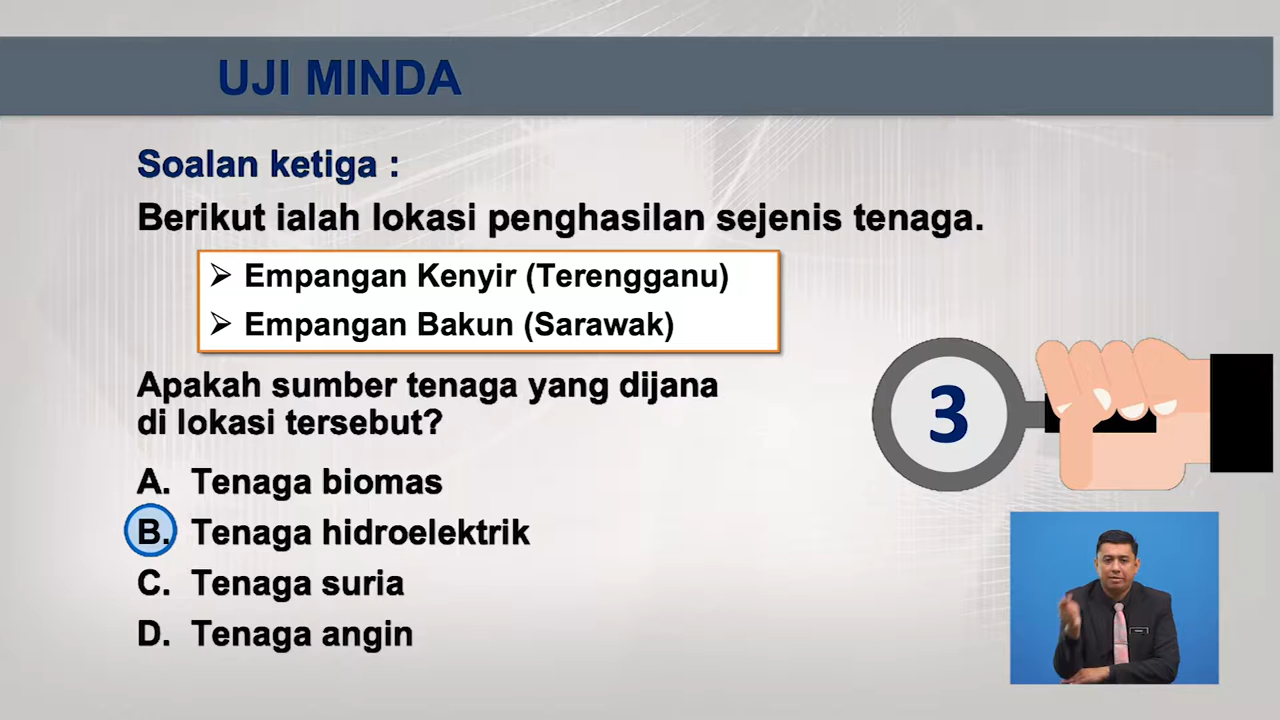 UJI MINDA
Soalan ketiga :
Berikut ialah lokasi penghasilan sejenis tenaga.
➢ Empangan Kenyir (Terengganu)
➢ Empangan Bakun (Sarawak)
Apakah sumber tenaga yang dijana
di lokasi tersebut?
A. Tenaga biomas
B. Tenaga hidroelektrik
C. Tenaga suria
D. Tenaga angin
3